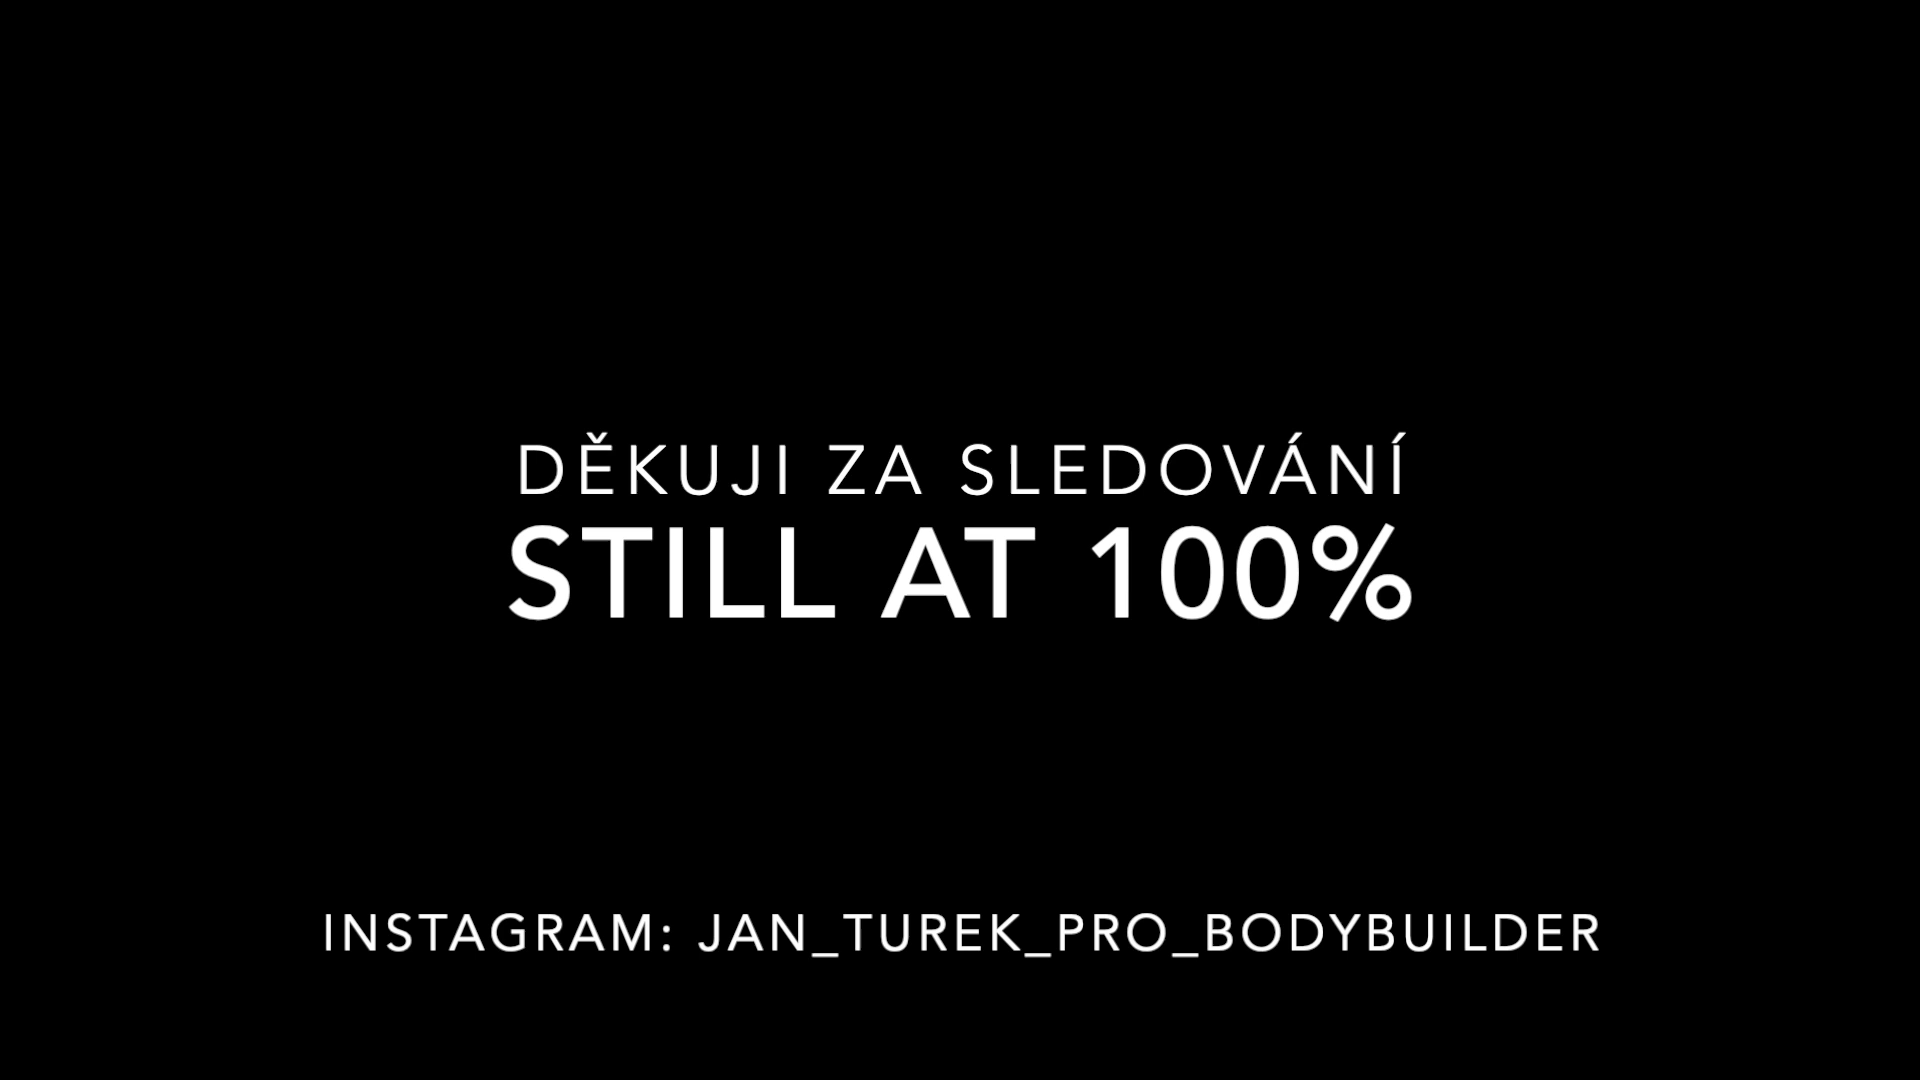 DĚKUJI ZA SLEDOVÁNÍ
STILL AT 100%
INSTAGRAM: JAN_TUREK_PRO_BODYBUILDER